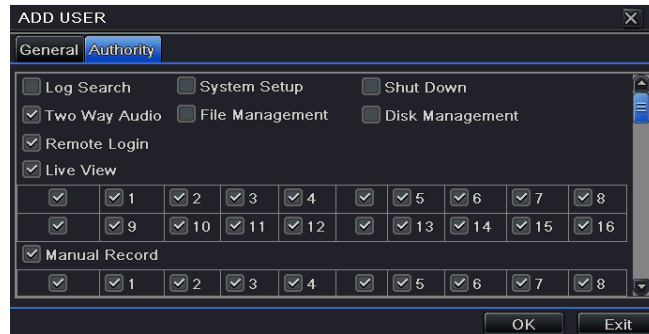 ADD USER
General Authority
Log Search System Setup Shut Down
Two Way Audio File Management Disk Management
Remote Login
Live View
1 2 3 4 5 6 7 8
9 10 11 12 13 14 15 16
Manual Record
1 2 3 4 5 6 7 8
OK Exit